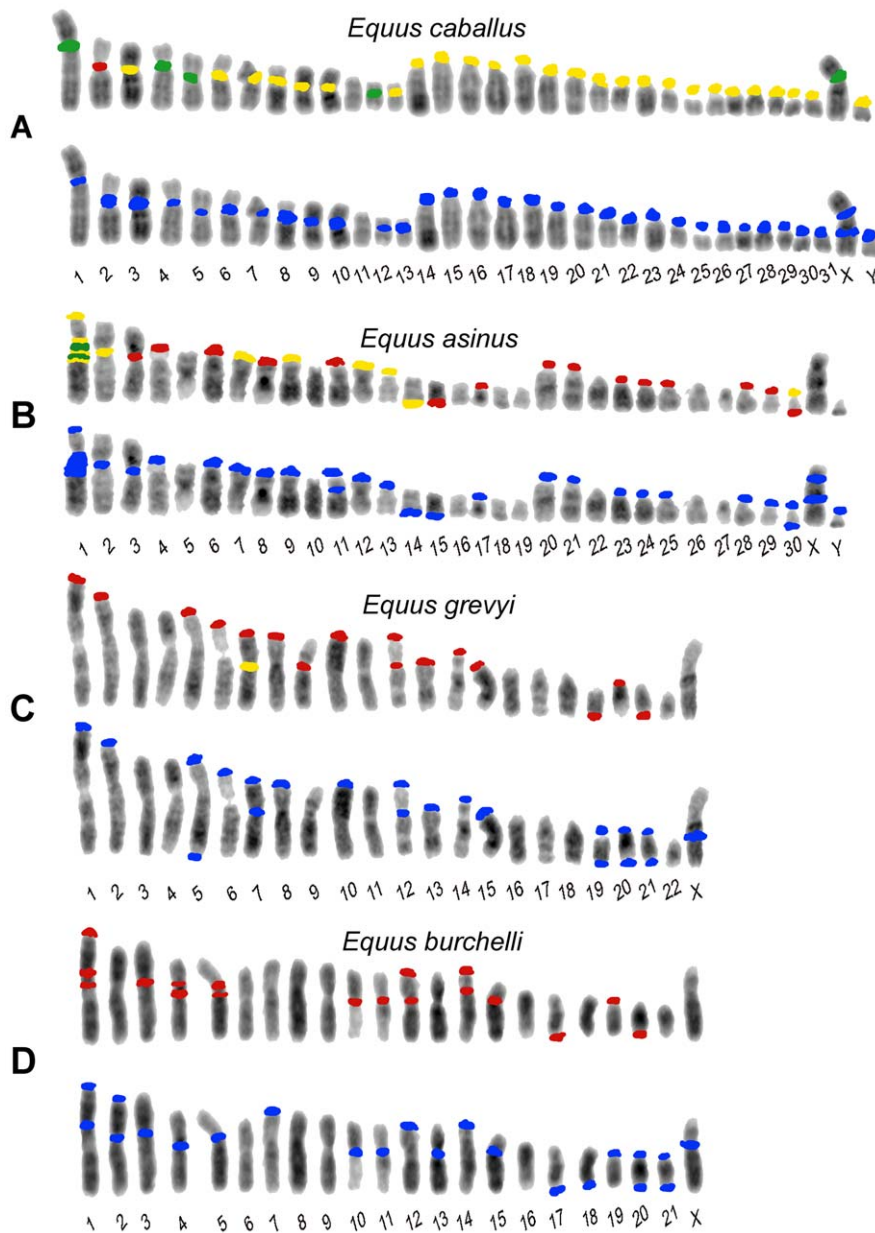 Equus caballus
A
1 2 3 4 5 6 7 8 9 10 11 12 13 14 15 16 17 18 19 20 21 22 23 24 25 26 27 28 29 30 31 X Y
Equus asinus
B
1 2 3 4 5 6 7 8 9 10 11 12 13 14 15 16 17 18 19 20 21 22 23 24 25 26 27 28 29 30 X Y
Equus grevyi
C
1 2 3 4 5 6 7 8 9 10 11 12 13 14 15 16 17 18 19 20 21 22 X
Equus burchelli
D
1 2 3 4 5 6 7 8 9 10 11 12 13 14 15 16 17 18 19 20 21 X